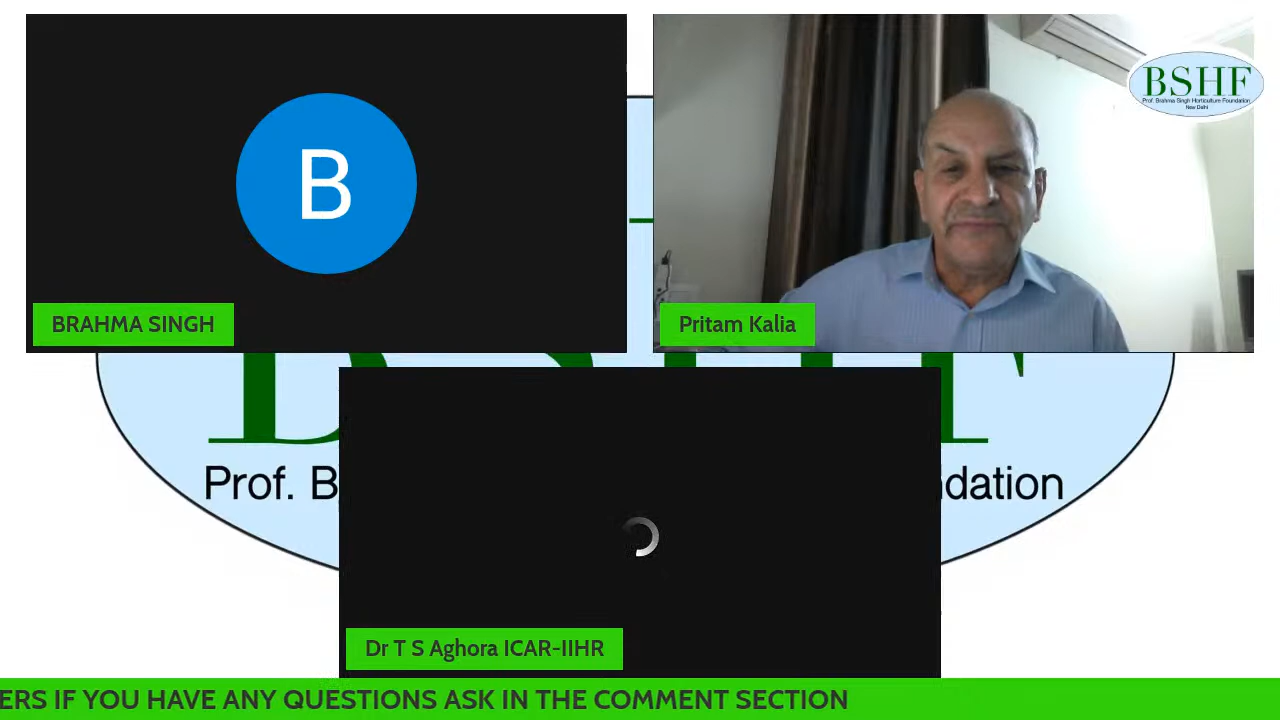 B
BRAHMA SINGH
Pritam Kalia
BSHF
Prof. Brahma Singh Horticulture Foundation
New Delhi
Prof. B
ndation
Dr T S Aghora ICAR-IIHR
ERS IF YOU HAVE ANY QUESTIONS ASK IN THE COMMENT SECTION